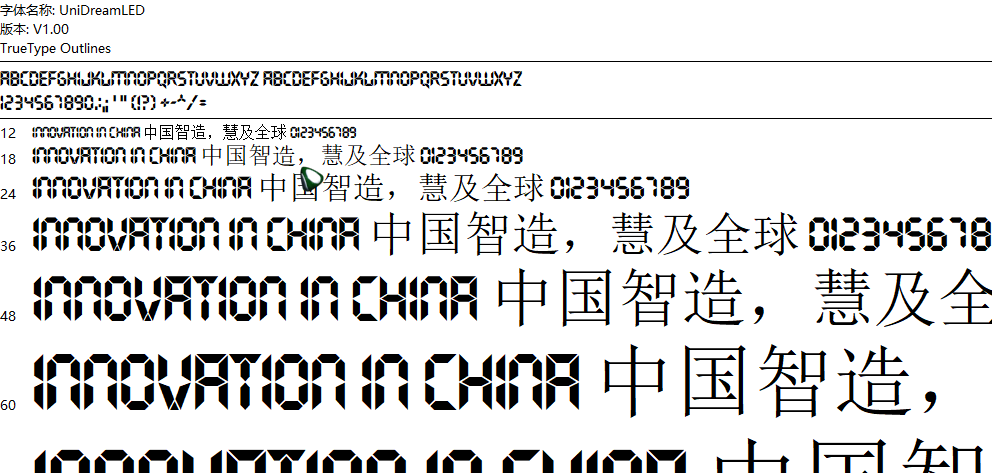 字体名称: UniDreamLED
版本: V1.00
TrueType Outlines
ABCDEFGHIJKLMNOPQRSTUVWXYZ ABCDEFGHIJKLMNOPQRSTUVWXYZ
1234567890.:,; ' " (!?) +-*/=
12 INNOVATION IN CHINA 中国智造，慧及全球 0123456789
18 INNOVATION IN CHINA 中国智造，慧及全球 0123456789
24 INNOVATION IN CHINA 中国智造，慧及全球 0123456789
36 INNOVATION IN CHINA 中国智造，慧及全球 012345678
48 INNOVATION IN CHINA 中国智造，慧及全
60 INNOVATION IN CHINA 中国智造，
INNOVATION IN CHINA 中国智